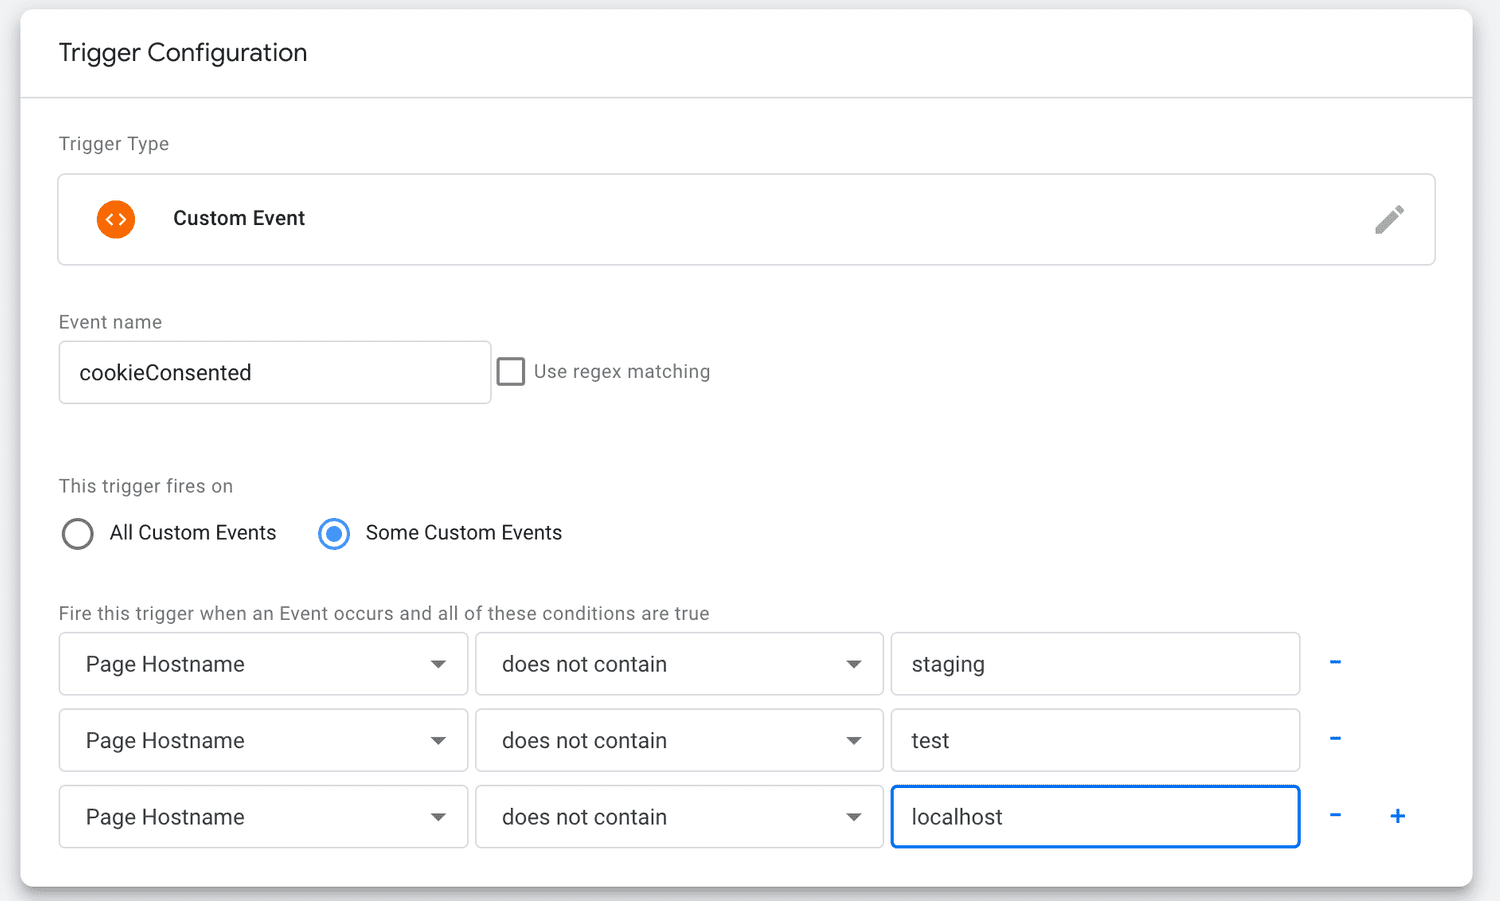 Trigger Configuration
Trigger Type
Custom Event
Event name
cookieConsented
Use regex matching
This trigger fires on
All Custom Events
Some Custom Events
Fire this trigger when an Event occurs and all of these conditions are true
Page Hostname does not contain staging
Page Hostname does not contain test
Page Hostname does not contain localhost